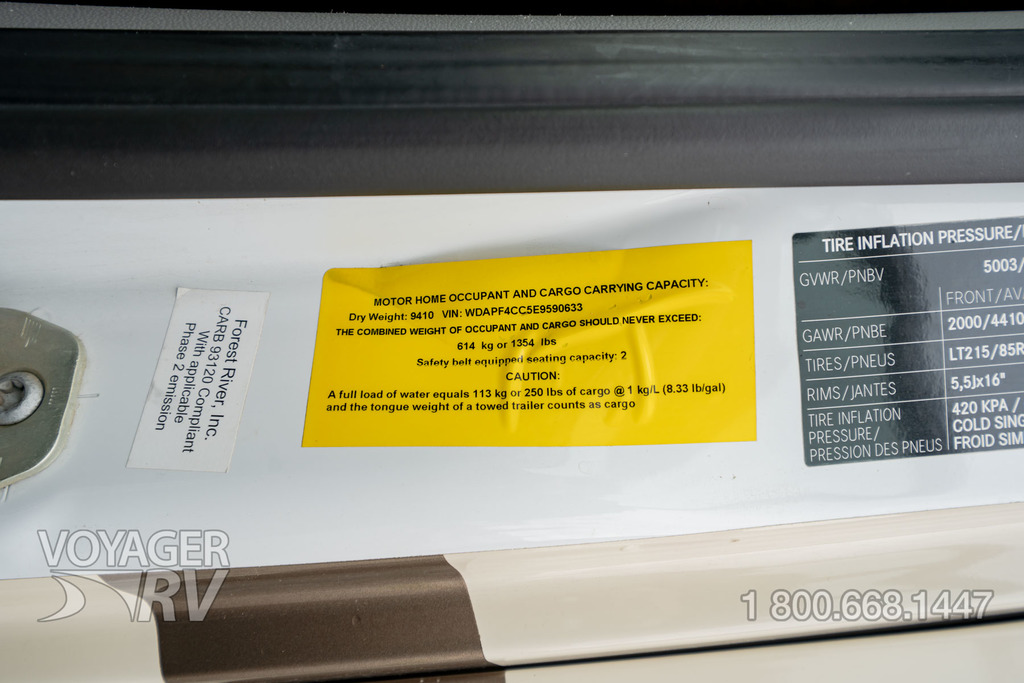 Forest River, Inc.
CARB 93120 Compliant
With applicable
Phase 2 emission
MOTOR HOME OCCUPANT AND CARGO CARRYING CAPACITY:
Dry Weight: 9410 VIN: WDAPF4CC5E9590633
THE COMBINED WEIGHT OF OCCUPANT AND CARGO SHOULD NEVER EXCEED:
614 kg or 1354 lbs
Safety belt equipped seating capacity: 2
CAUTION:
A full load of water equals 113 kg or 250 lbs of cargo @ 1 kg/L (8.33 lb/gal)
and the tongue weight of a towed trailer counts as cargo
TIRE INFLATION PRESSURE/
GVWR/PNBV 5003/
FRONT/AV
GAWR/PNBE 2000/4410
TIRES/PNEUS LT215/85R
RIMS/JANTES 5,5Jx16"
TIRE INFLATION 420 KPA /
PRESSURE/ COLD SING
PRESSION DES PNEUS FROID SIM
VOYAGER
RV
1 800.668.1447